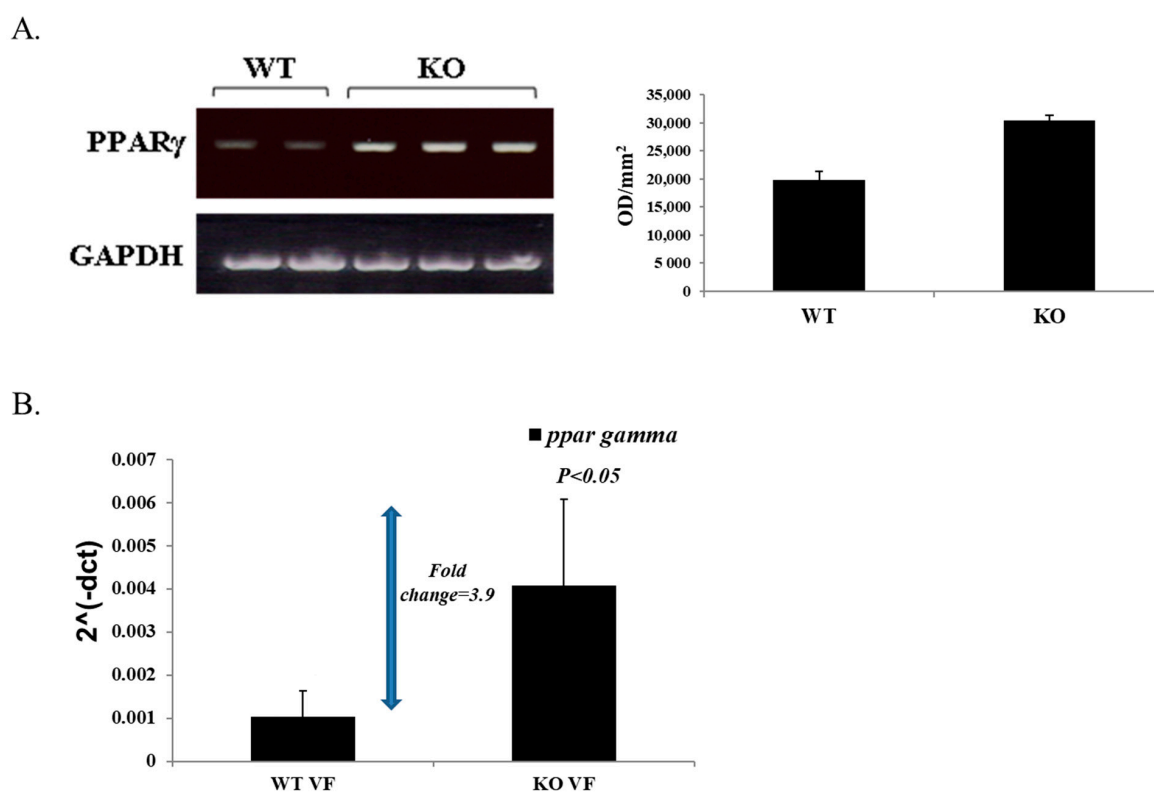 A.
WT KO
PPARγ
GAPDH
OD/mm²
35,000
30,000
25,000
20,000
15,000
10,000
5 000
0
WT KO
B.
ppar gamma
P<0.05
Fold
change=3.9
2^(-dct)
0.007
0.006
0.005
0.004
0.003
0.002
0.001
0
WT VF KO VF